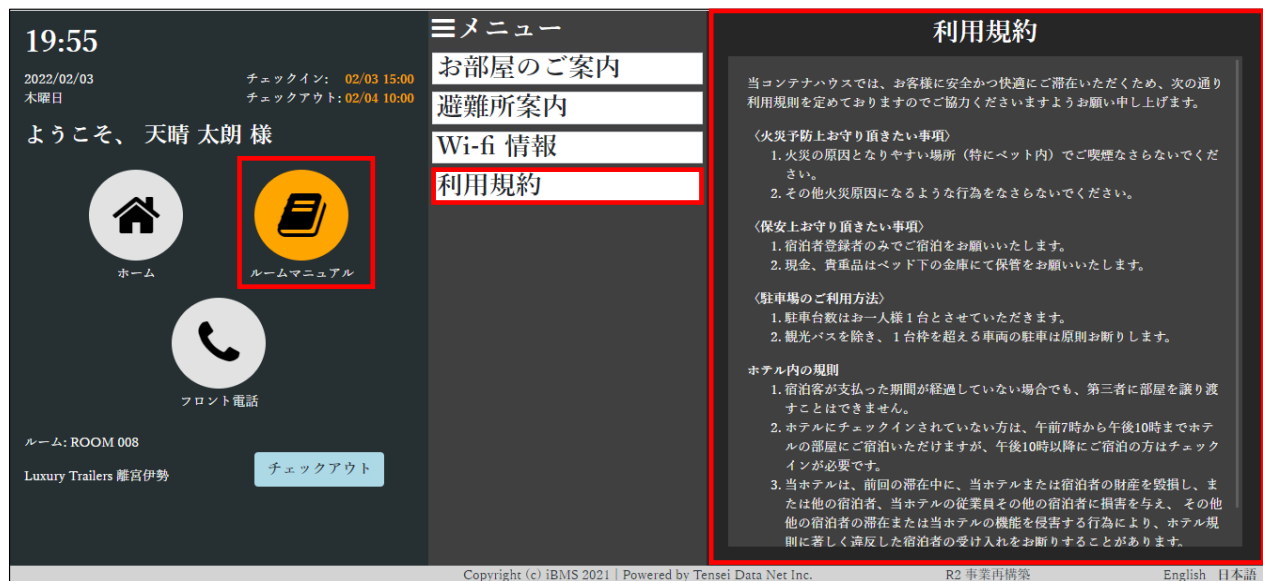 19:55
2022/02/03
木曜日
チェックイン: 02/03 15:00
チェックアウト: 02/04 10:00
ようこそ、 天晴 太朗 様
ホーム
ルームマニュアル
フロント電話
ルーム: ROOM 008
Luxury Trailers 離宮伊勢
チェックアウト
メニュー
お部屋のご案内
避難所案内
Wi-fi 情報
利用規約
利用規約
当コンテナハウスでは、お客様に安全かつ快適にご滞在いただくため、次の通り
利用規則を定めておりますのでご協力くださいますようお願い申し上げます。
〈火災予防上お守り頂きたい事項〉
1. 火災の原因となりやすい場所（特にベット内）でご喫煙なさらないでくだ
さい。
2. その他火災原因になるような行為をなさらないでください。
〈保安上お守り頂きたい事項〉
1. 宿泊者登録者のみでご宿泊をお願いいたします。
2. 現金、貴重品はベッド下の金庫にて保管をお願いいたします。
〈駐車場のご利用方法〉
1. 駐車台数はお一人様１台とさせていただきます。
2. 観光バスを除き、１台枠を超える車両の駐車は原則お断りします。
ホテル内の規則
1. 宿泊客が支払った期間が経過していない場合でも、第三者に部屋を譲り渡
すことはできません。
2. ホテルにチェックインされていない方は、午前7時から午後10時までホテ
ルの部屋にご宿泊いただけますが、午後10時以降にご宿泊の方はチェック
インが必要です。
3. 当ホテルは、前回の滞在中に、当ホテルまたは宿泊者の財産を毀損し、ま
たは他の宿泊者、当ホテルの従業員その他の宿泊者に損害を与え、 その他
他の宿泊者の滞在または当ホテルの機能を侵害する行為により、ホテル規
則に著しく違反した宿泊者の受け入れをお断りすることがあります。
Copyright (c) iBMS 2021 | Powered by Tensei Data Net Inc.
R2 事業再構築
English 日本語